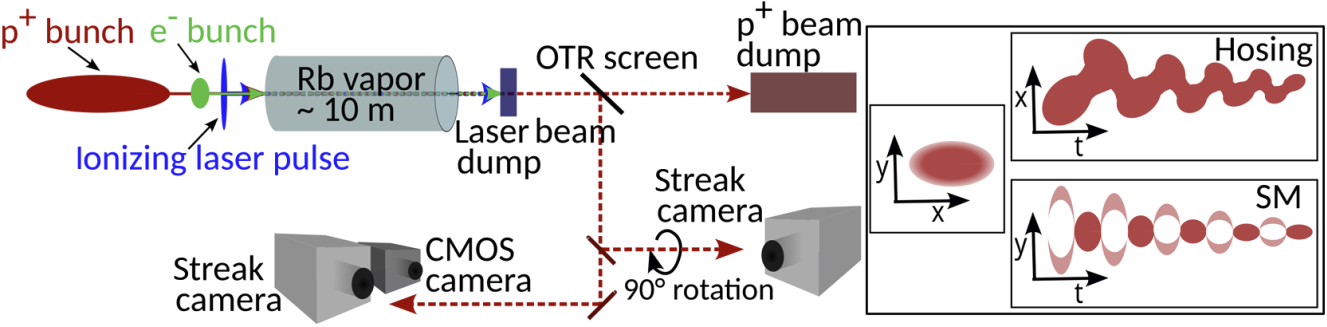 p+ bunch
e- bunch
Ionizing laser pulse
Rb vapor
~ 10 m
Laser beam
dump
OTR screen
p+ beam
dump
Streak
camera
CMOS
camera
Streak
camera
90° rotation
y
x
Hosing
x
t
SM
y
t